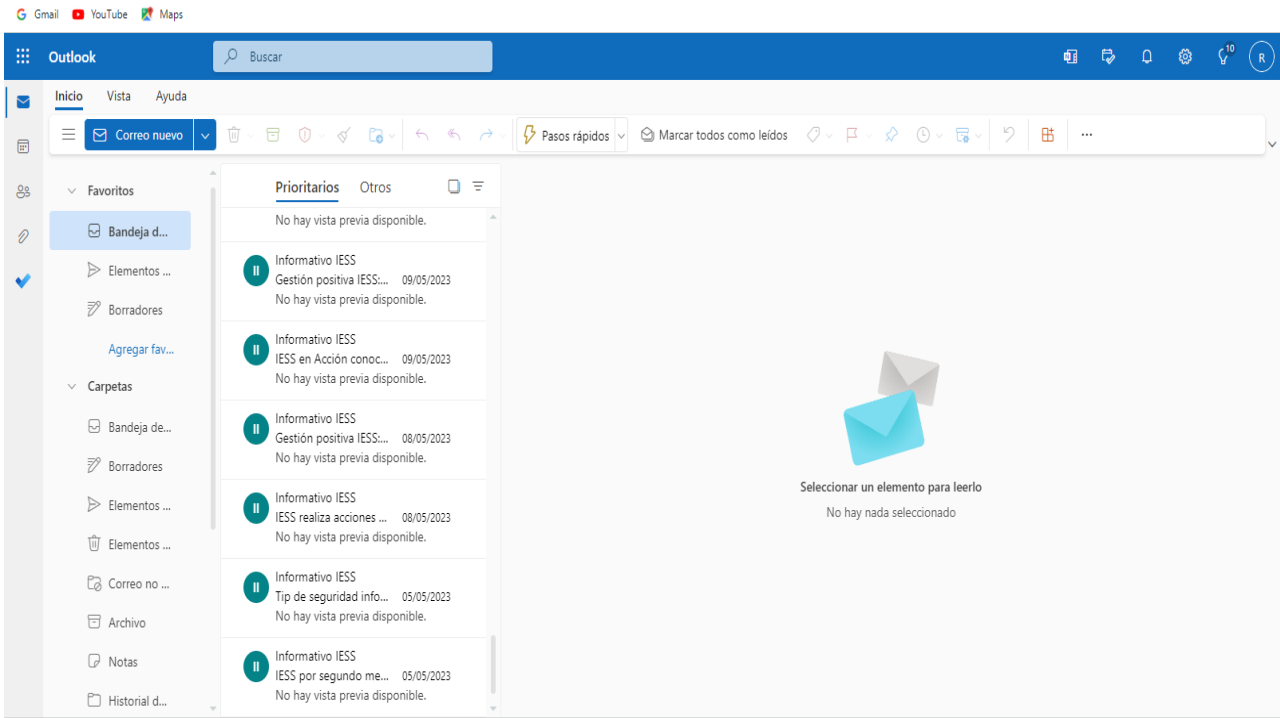 Gmail YouTube Maps
Outlook Buscar 10 R
Inicio Vista Ayuda
Correo nuevo Pasos rápidos Marcar todos como leídos ...
Favoritos
Bandeja d...
Elementos ...
Borradores
Agregar fav...
Carpetas
Bandeja de...
Borradores
Elementos ...
Elementos ...
Correo no ...
Archivo
Notas
Historial d...
Prioritarios Otros
No hay vista previa disponible.
II
Informativo IESS
Gestión positiva IESS:... 09/05/2023
No hay vista previa disponible.
II
Informativo IESS
IESS en Acción conoc... 09/05/2023
No hay vista previa disponible.
II
Informativo IESS
Gestión positiva IESS:... 08/05/2023
No hay vista previa disponible.
II
Informativo IESS
IESS realiza acciones ... 08/05/2023
No hay vista previa disponible.
II
Informativo IESS
Tip de seguridad info... 05/05/2023
No hay vista previa disponible.
II
Informativo IESS
IESS por segundo me... 05/05/2023
No hay vista previa disponible.
Seleccionar un elemento para leerlo
No hay nada seleccionado